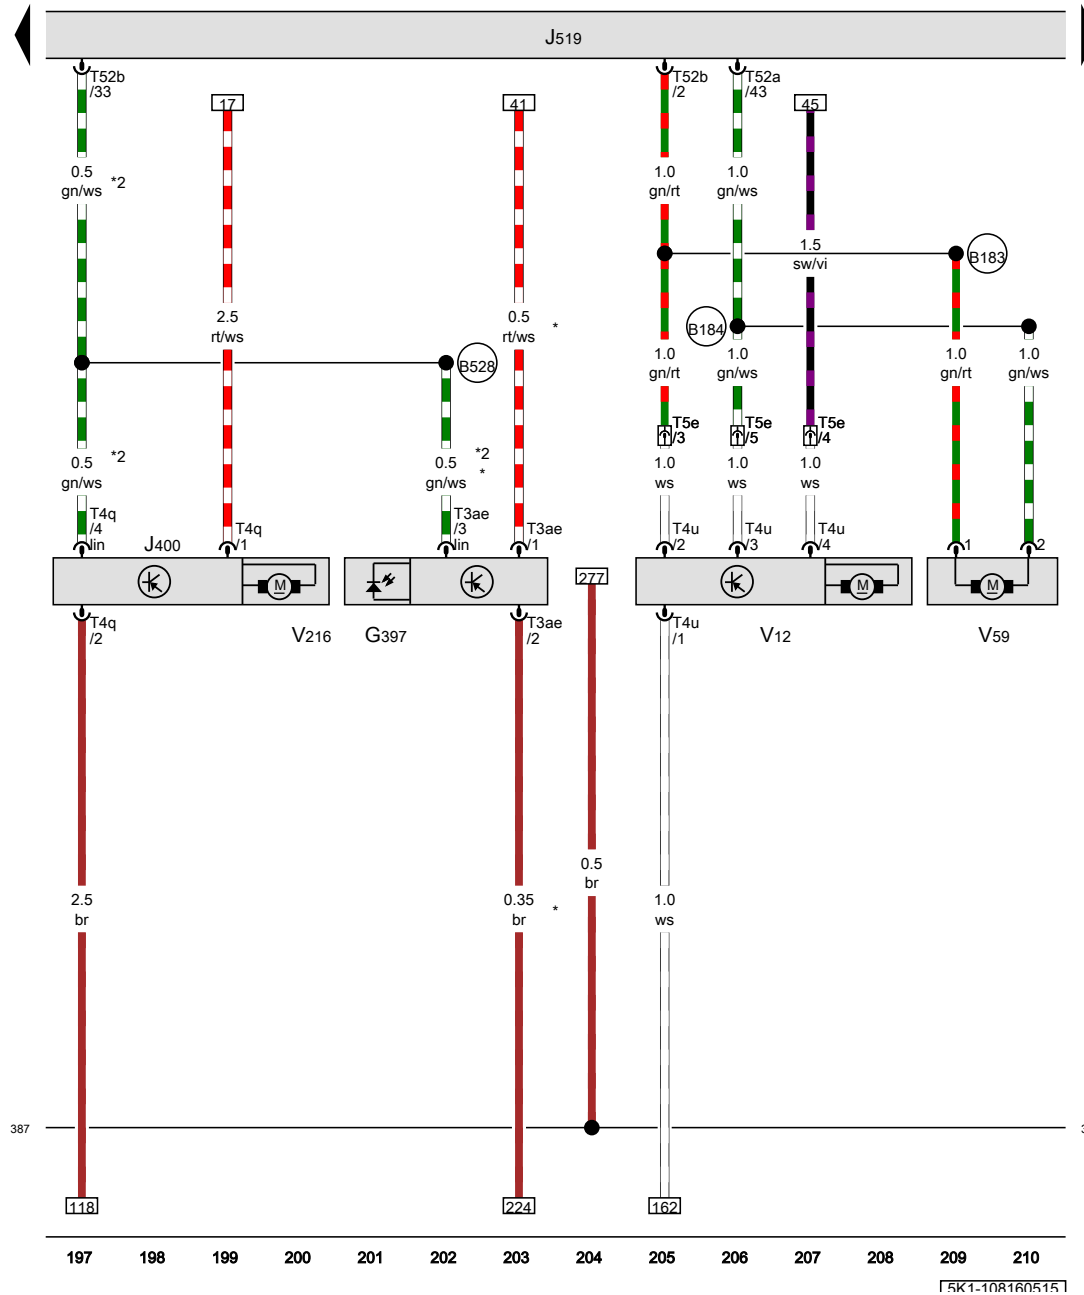 J519
T52b
/33
T52b
/2
T52a
/43
17
41
45
0.5
gn/ws
*2
1.0
gn/rt
1.0
gn/ws
1.5
sw/vi
B183
2.5
rt/ws
0.5
rt/ws
*
B184
B528
1.0
gn/rt
1.0
gn/ws
1.0
gn/rt
1.0
gn/ws
T5e
/3
T5e
/5
T5e
/4
0.5
gn/ws
*2
0.5
gn/ws
*2
*
1.0
ws
1.0
ws
1.0
ws
T4q
/4
lin
J400
T4q
/1
T3ae
/3
lin
T3ae
/1
T4u
/2
T4u
/3
T4u
/4
1
2
M
277
M
M
T4q
/2
V216
G397
T3ae
/2
T4u
/1
V12
V59
0.5
br
2.5
br
0.35
br
*
1.0
ws
387
3
118
224
162
197 198 199 200 201 202 203 204 205 206 207 208 209 210
5K1-108160515